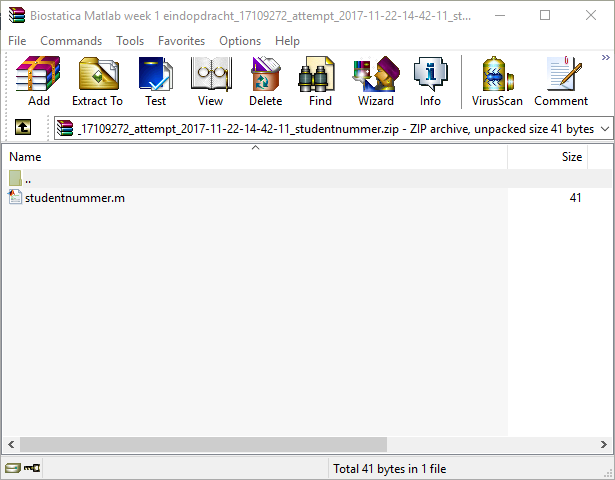 Biostatica Matlab week 1 eindopdracht_17109272_attempt_2017-11-22-14-42-11_st...
File Commands Tools Favorites Options Help
Add Extract To Test View Delete Find Wizard Info VirusScan Comment
_17109272_attempt_2017-11-22-14-42-11_studentnummer.zip - ZIP archive, unpacked size 41 bytes
Name Size
..
studentnummer.m 41
Total 41 bytes in 1 file